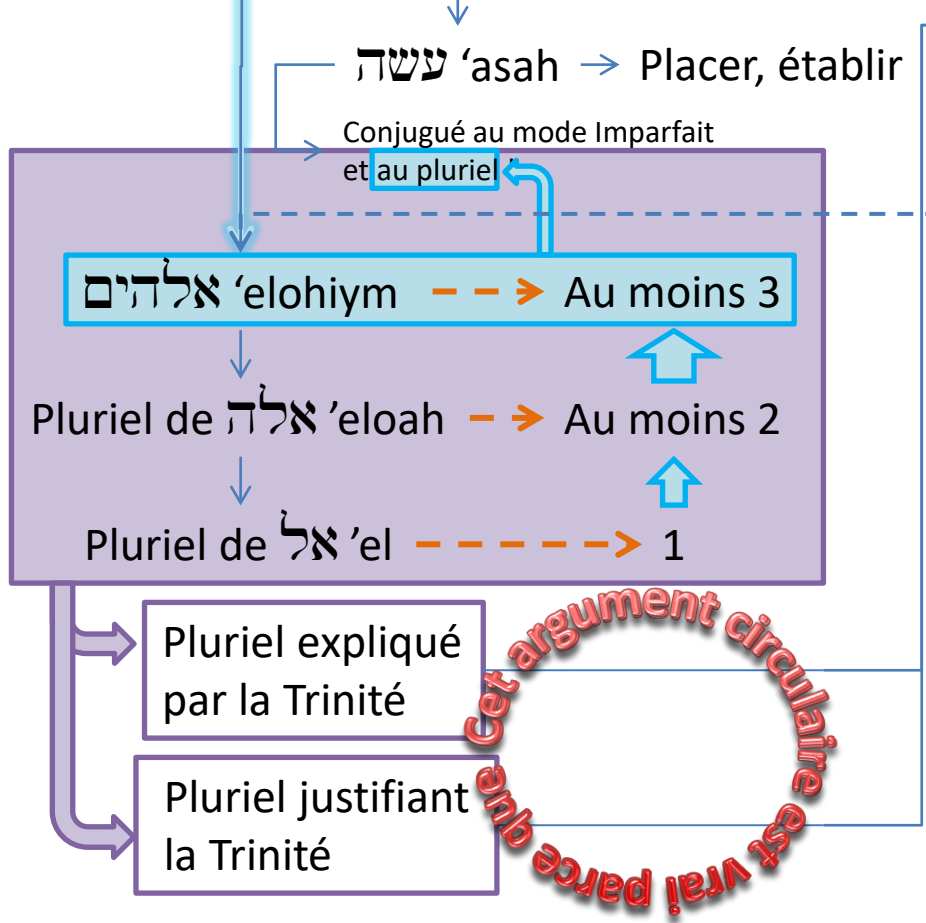 עשה ‘asah → Placer, établir
Conjugué au mode Imparfait
et au pluriel
אלהים ‘elohiym Au moins 3
Pluriel de אלה ’eloah Au moins 2
Pluriel de אל ’el 1
Pluriel expliqué
par la Trinité
Pluriel justifiant
la Trinité
Cet argument circulaire est vrai parce que